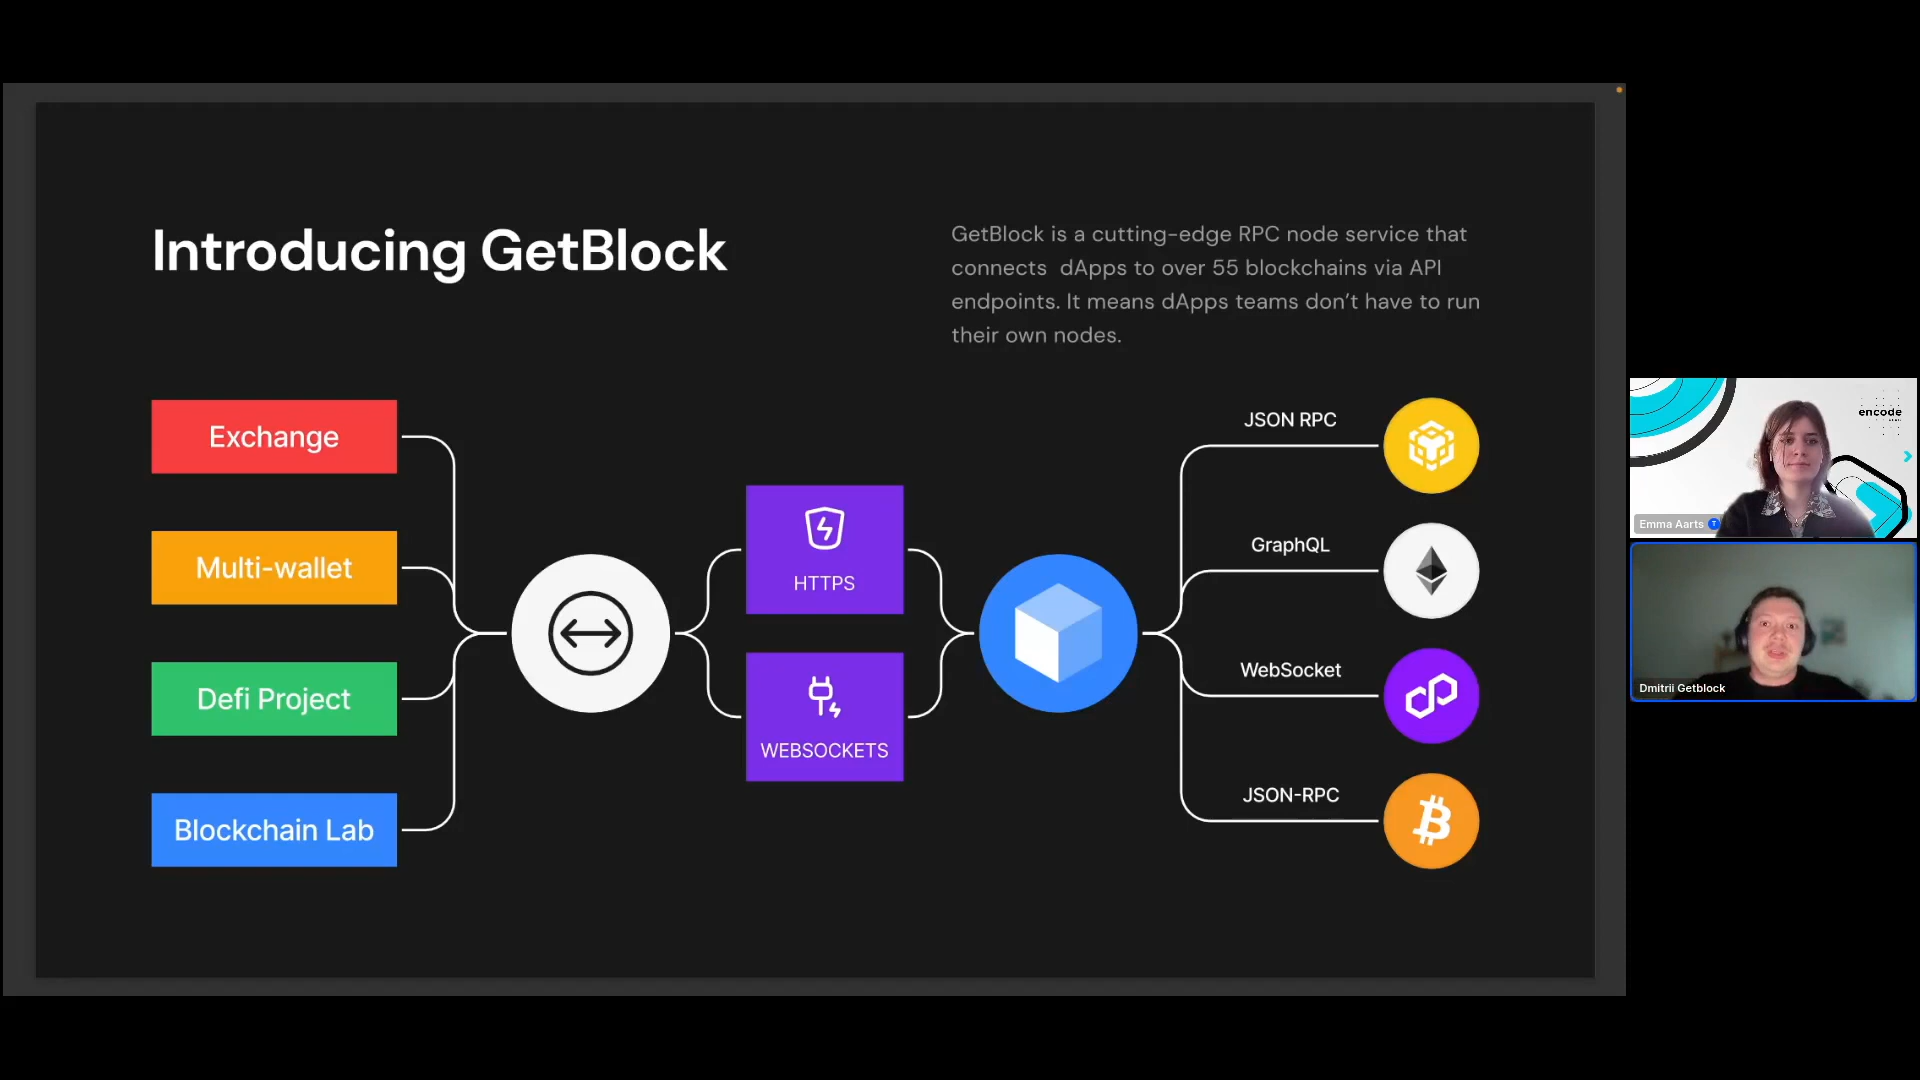 Introducing GetBlock
GetBlock is a cutting-edge RPC node service that
connects  dApps to over 55 blockchains via API
endpoints. It means dApps teams don’t have to run
their own nodes.
Exchange
Multi-wallet
Defi Project
Blockchain Lab
HTTPS
WEBSOCKETS
JSON RPC
GraphQL
WebSocket
JSON-RPC
encode
Emma Aarts
Dmitrii Getblock